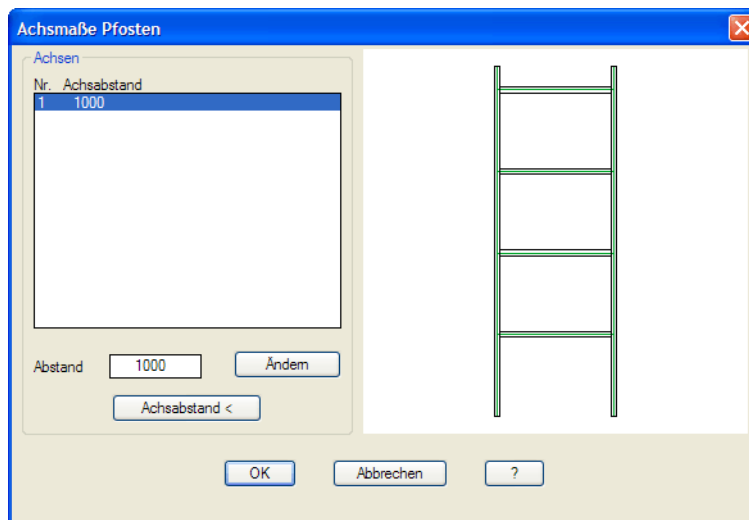 Achsmaße Pfosten
Achsen
Nr. Achsabstand
1 1000
Abstand 1000 Ändern
Achsabstand <
OK Abbrechen ?